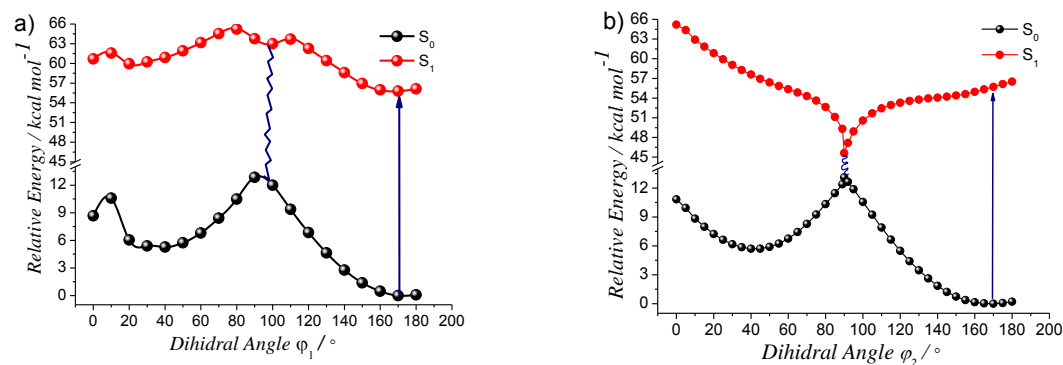 a)
Relative Energy / kcal mol⁻¹
66
63
60
57
54
51
48
45
12
9
6
3
0
S₀
S₁
0 20 40 60 80 100 120 140 160 180 200
Dihidral Angle φ₁ / °
b)
Relative Energy / kcal mol⁻¹
66
63
60
57
54
51
48
45
12
9
6
3
0
S₀
S₁
0 20 40 60 80 100 120 140 160 180 200
Dihidral Angle φ₂ / °